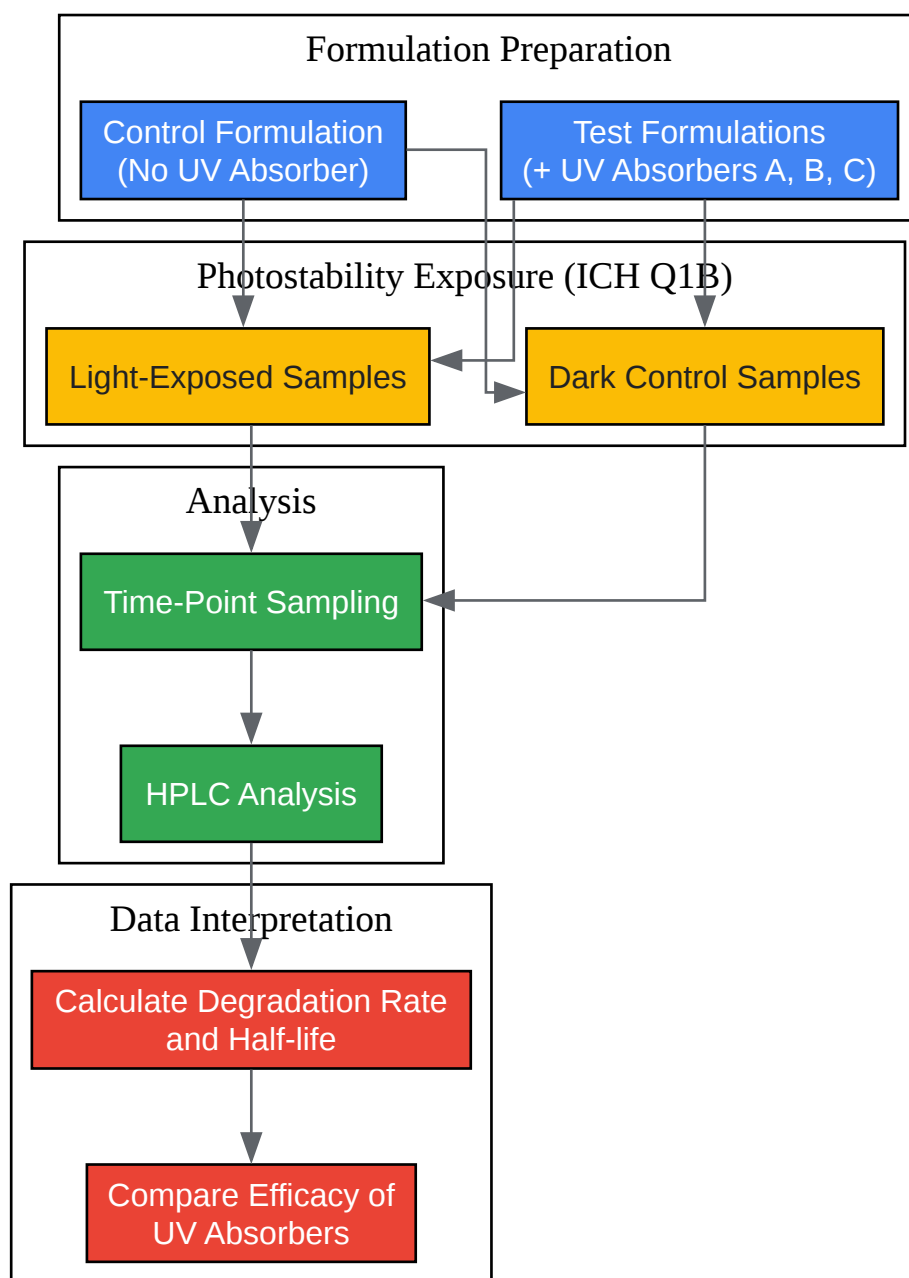 Formulation Preparation
Control Formulation
(No UV Absorber)
Test Formulations
(+ UV Absorbers A, B, C)
Photostability Exposure (ICH Q1B)
Light-Exposed Samples
Dark Control Samples
Analysis
Time-Point Sampling
HPLC Analysis
Data Interpretation
Calculate Degradation Rate
and Half-life
Compare Efficacy of
UV Absorbers